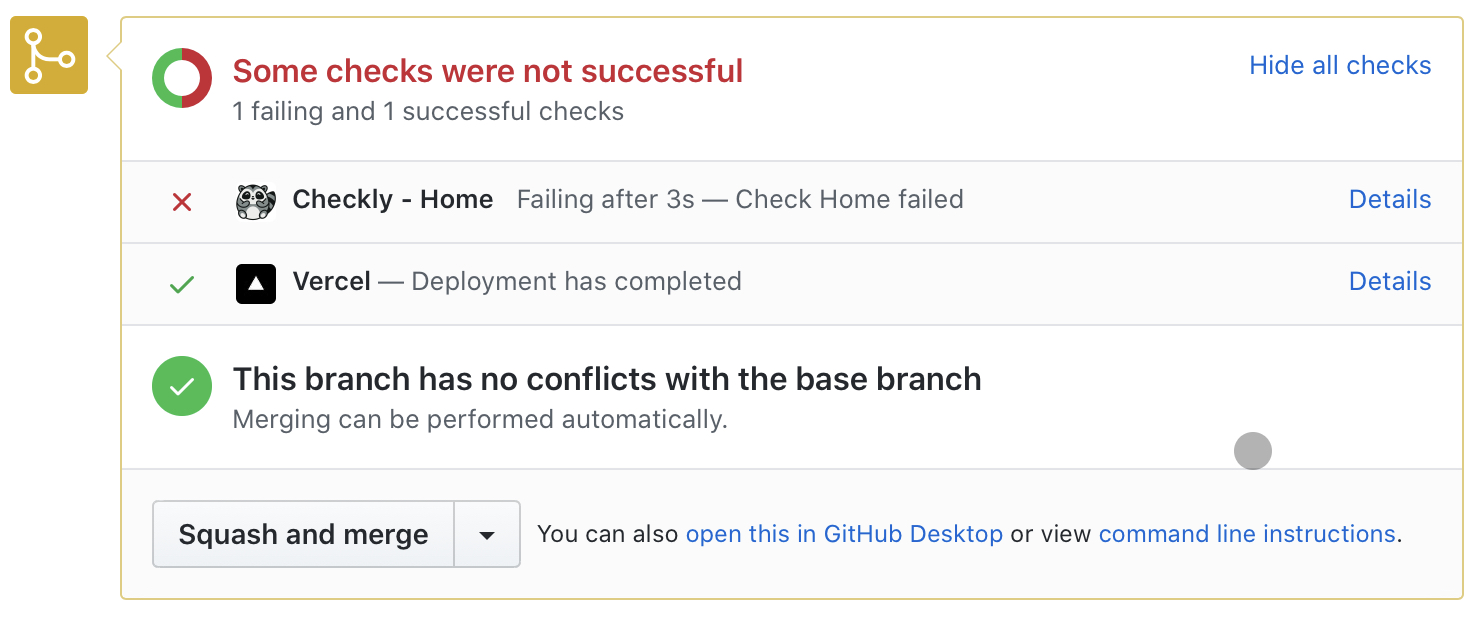 Some checks were not successful
Hide all checks
1 failing and 1 successful checks
Checkly - Home Failing after 3s — Check Home failed Details
Vercel — Deployment has completed Details
This branch has no conflicts with the base branch
Merging can be performed automatically.
Squash and merge You can also open this in GitHub Desktop or view command line instructions.